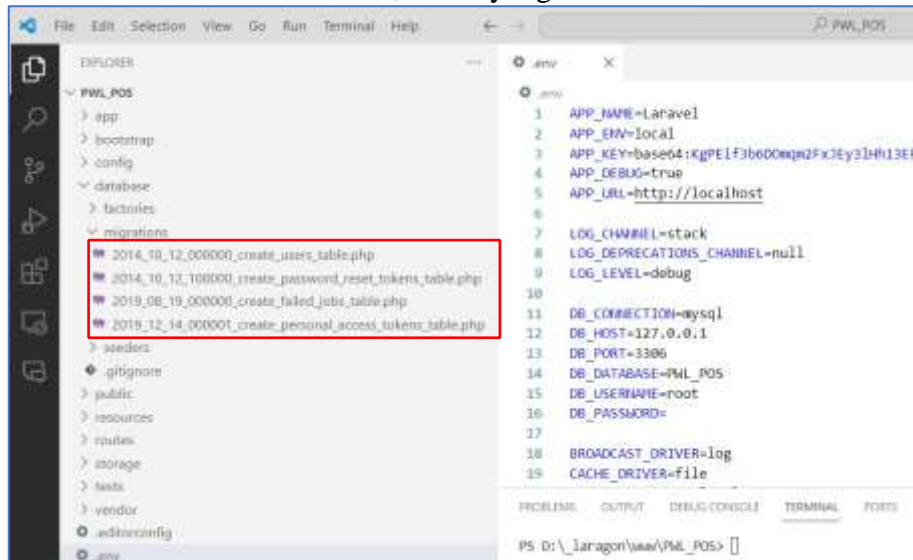 File Edit Selection View Go Run Terminal Help
PWL_POS
EXPLORER
PWL_POS
app
bootstrap
config
database
factories
migrations
2014_10_12_000000_create_users_table.php
2014_10_12_100000_create_password_reset_tokens_table.php
2019_08_19_000000_create_failed_jobs_table.php
2019_12_14_000001_create_personal_access_tokens_table.php
seeders
.gitignore
public
resources
routes
storage
tests
vendor
.editorconfig
.env
.env
.env
1 APP_NAME=Laravel
2 APP_ENV=local
3
4 APP_DEBUG=true
5 APP_URL=http://localhost
6
7 LOG_CHANNEL=stack
8 LOG_DEPRECATIONS_CHANNEL=null
9 LOG_LEVEL=debug
10
11 DB_CONNECTION=mysql
12 DB_HOST=127.0.0.1
13 DB_PORT=3306
14 DB_DATABASE=PWL_POS
15 DB_USERNAME=root
16 DB_PASSWORD=
17
18 BROADCAST_DRIVER=log
19 CACHE_DRIVER=file
PROBLEMS OUTPUT DEBUG CONSOLE TERMINAL PORTS
PS D:\_laragon\www\PWL_POS>